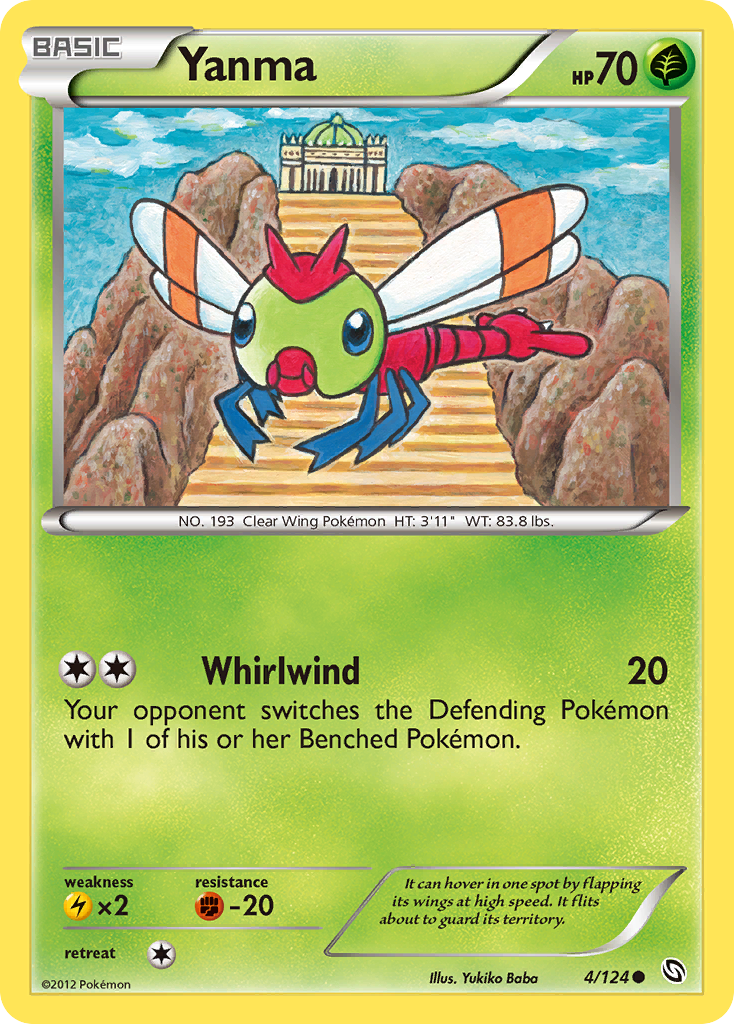 BASIC
Yanma
HP70
NO. 193 Clear Wing Pokémon HT: 3'11" WT: 83.8 lbs.
Whirlwind 20
Your opponent switches the Defending Pokémon
with 1 of his or her Benched Pokémon.
weakness resistance
×2 -20
retreat
It can hover in one spot by flapping
its wings at high speed. It flits
about to guard its territory.
©2012 Pokémon Illus. Yukiko Baba 4/124